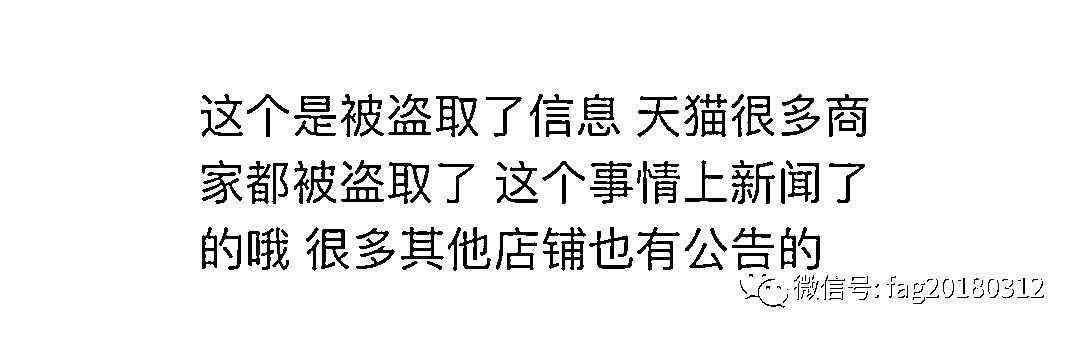 这个是被盗取了信息 天猫很多商
家都被盗取了 这个事情上新闻了
的哦 很多其他店铺也有公告的
微信号: fag20180312